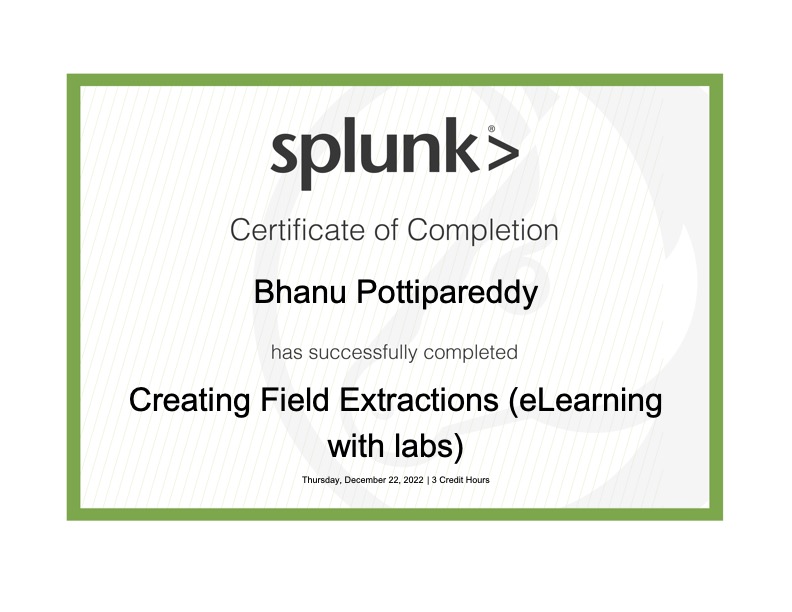 splunk>®
Certificate of Completion
Bhanu Pottipareddy
has successfully completed
Creating Field Extractions (eLearning
with labs)
Thursday, December 22, 2022 | 3 Credit Hours